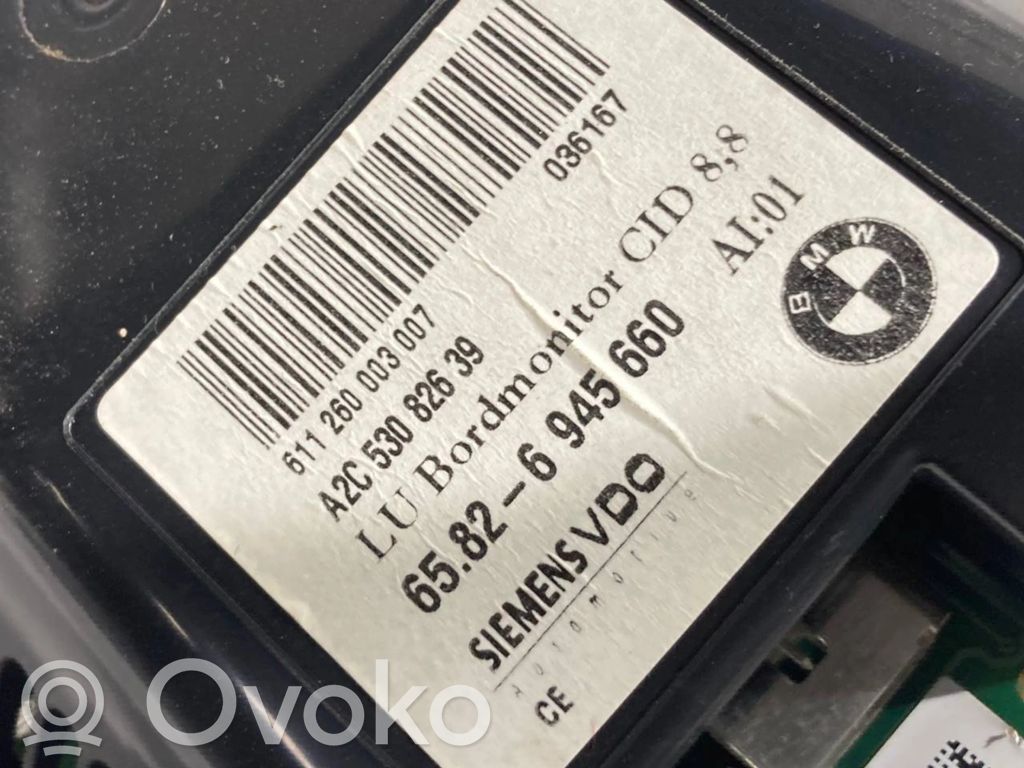 036167
611 260 003 007
A2C 530 826 39
LU Bordmonitor CID 8,8
65.82-6 945 660
AI:01
BMW
SIEMENS VDO
AUTOMOTIVE
CE
Ovoko